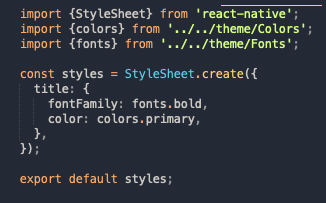 import {StyleSheet} from 'react-native';
import {colors} from '../../theme/Colors';
import {fonts} from '../../theme/Fonts';

const styles = StyleSheet.create({
  title: {
    fontFamily: fonts.bold,
    color: colors.primary,
  },
});

export default styles;